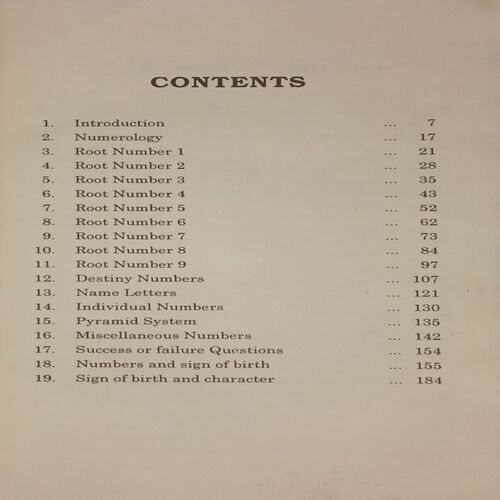 CONTENTS
1. Introduction ... 7
2. Numerology ... 17
3. Root Number 1 ... 21
4. Root Number 2 ... 28
5. Root Number 3 ... 35
6. Root Number 4 ... 43
7. Root Number 5 ... 52
8. Root Number 6 ... 62
9. Root Number 7 ... 73
10. Root Number 8 ... 84
11. Root Number 9 ... 97
12. Destiny Numbers ... 107
13. Name Letters ... 121
14. Individual Numbers ... 130
15. Pyramid System ... 135
16. Miscellaneous Numbers ... 142
17. Success or failure Questions ... 154
18. Numbers and sign of birth ... 155
19. Sign of birth and character ... 184